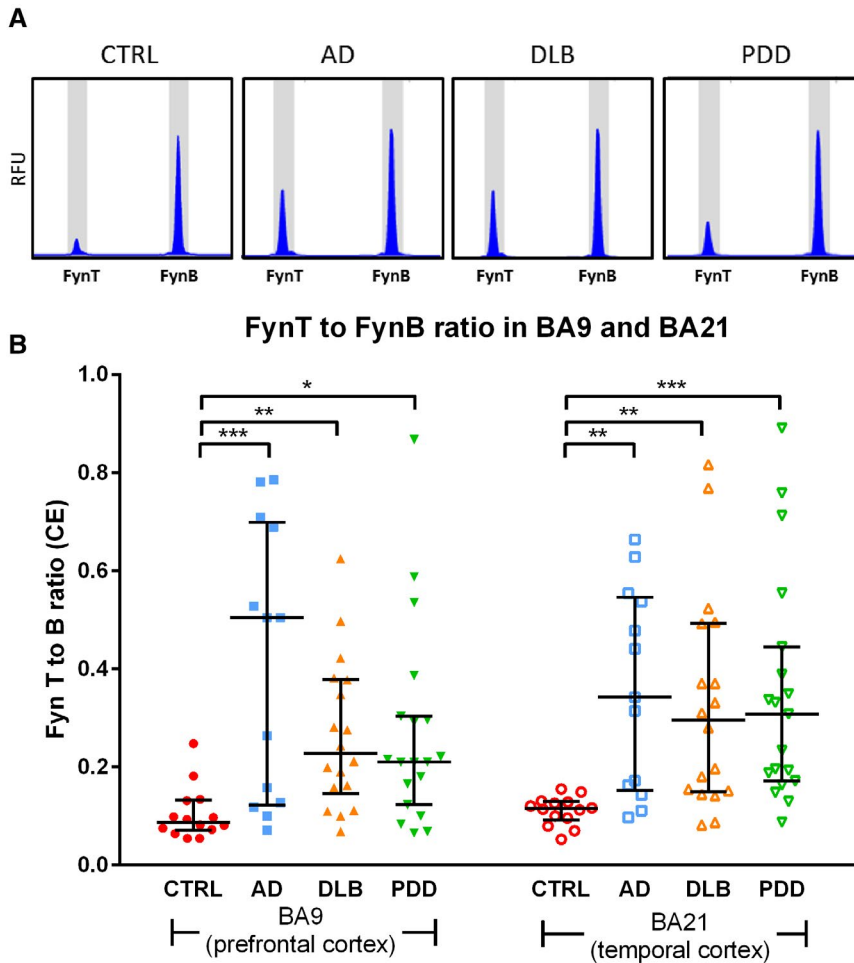 A
CTRL AD DLB PDD
RFU
FynT FynB FynT FynB FynT FynB FynT FynB
FynT to FynB ratio in BA9 and BA21
B
Fyn T to B ratio (CE)
1.0
0.8
0.6
0.4
0.2
0.0
* ***
** **
*** **
CTRL AD DLB PDD CTRL AD DLB PDD
BA9 BA21
(prefrontal cortex) (temporal cortex)